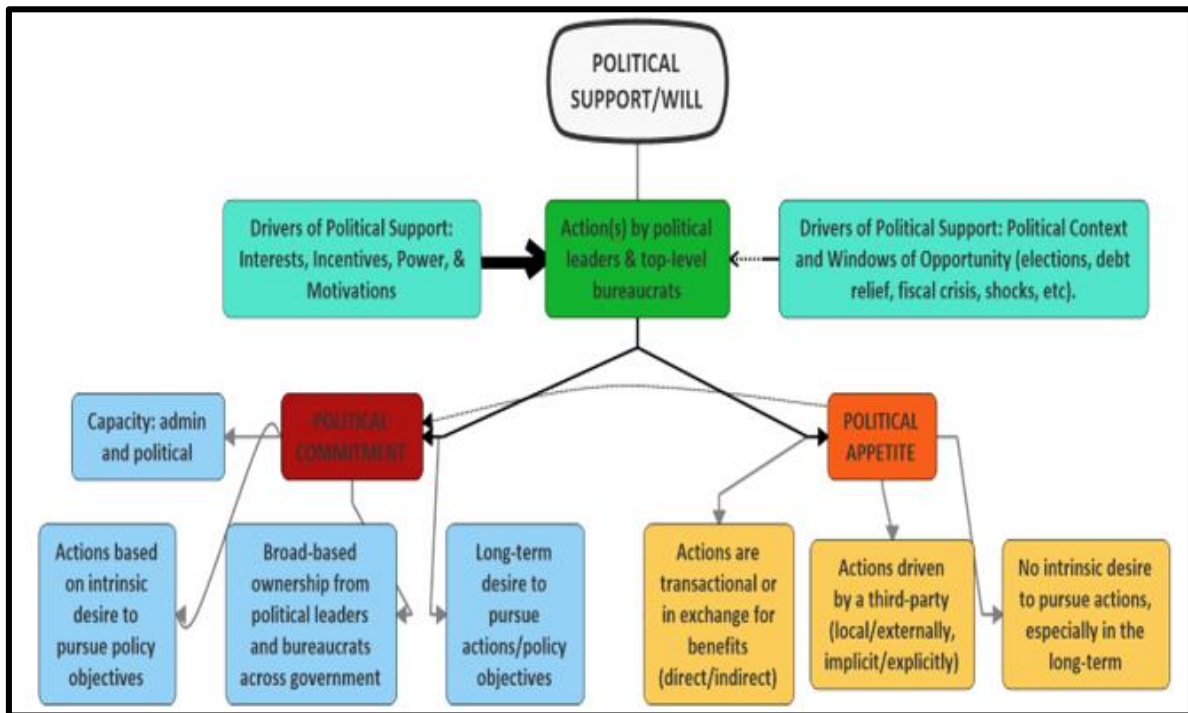 POLITICAL
SUPPORT/WILL
Drivers of Political Support:
Interests, Incentives, Power, &
Motivations
Action(s) by political
leaders & top-level
bureaucrats
Drivers of Political Support: Political Context
and Windows of Opportunity (elections, debt
relief, fiscal crisis, shocks, etc).
Capacity: admin
and political
POLITICAL
COMMITMENT
POLITICAL
APPETITE
Actions based
on intrinsic
desire to
pursue policy
objectives
Broad-based
ownership from
political leaders
and bureaucrats
across government
Long-term
desire to
pursue
actions/policy
objectives
Actions are
transactional or
in exchange for
benefits
(direct/indirect)
Actions driven
by a third-party
(local/externally,
implicit/explicitly)
No intrinsic desire
to pursue actions,
especially in the
long-term